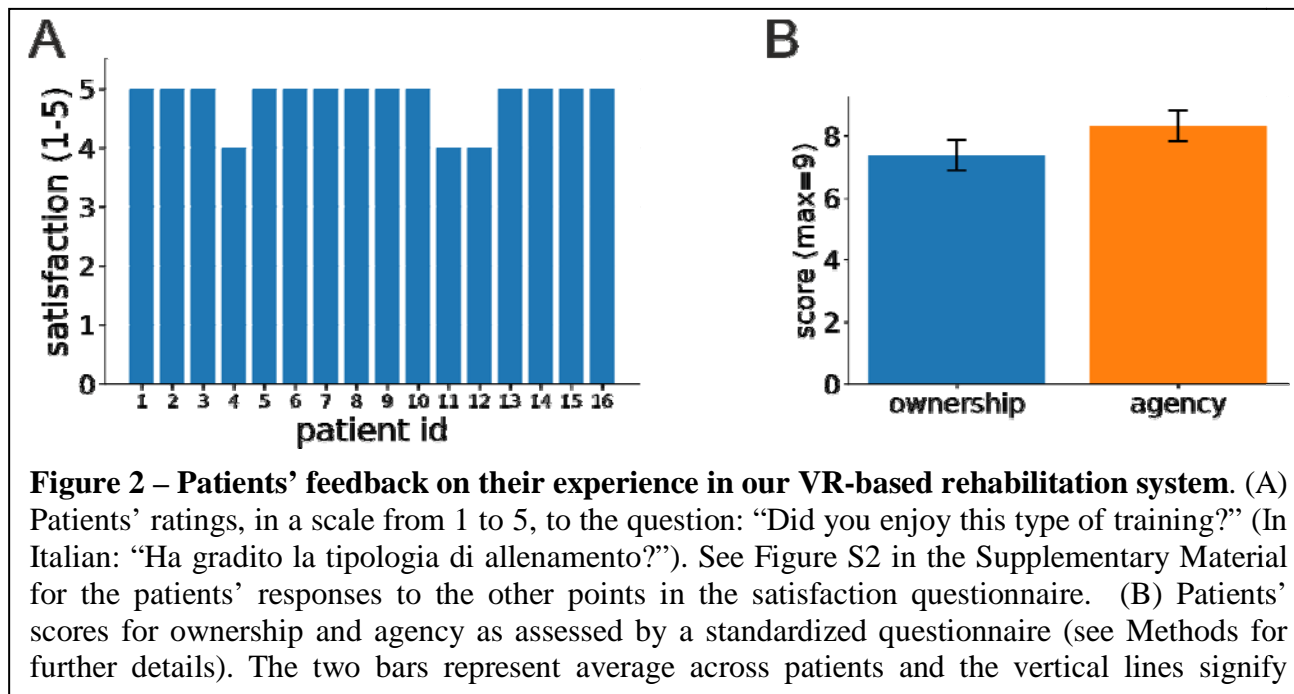 A
B
satisfaction (1-5)
5
4
3
2
1
0
1 2 3 4 5 6 7 8 9 10 11 12 13 14 15 16
patient id
score (max=9)
8
6
4
2
0
ownership agency
Figure 2 – Patients’ feedback on their experience in our VR-based rehabilitation system. (A)
Patients’ ratings, in a scale from 1 to 5, to the question: “Did you enjoy this type of training?” (In
Italian: “Ha gradito la tipologia di allenamento?”). See Figure S2 in the Supplementary Material
for the patients’ responses to the other points in the satisfaction questionnaire. (B) Patients’
scores for ownership and agency as assessed by a standardized questionnaire (see Methods for
further details). The two bars represent average across patients and the vertical lines signify